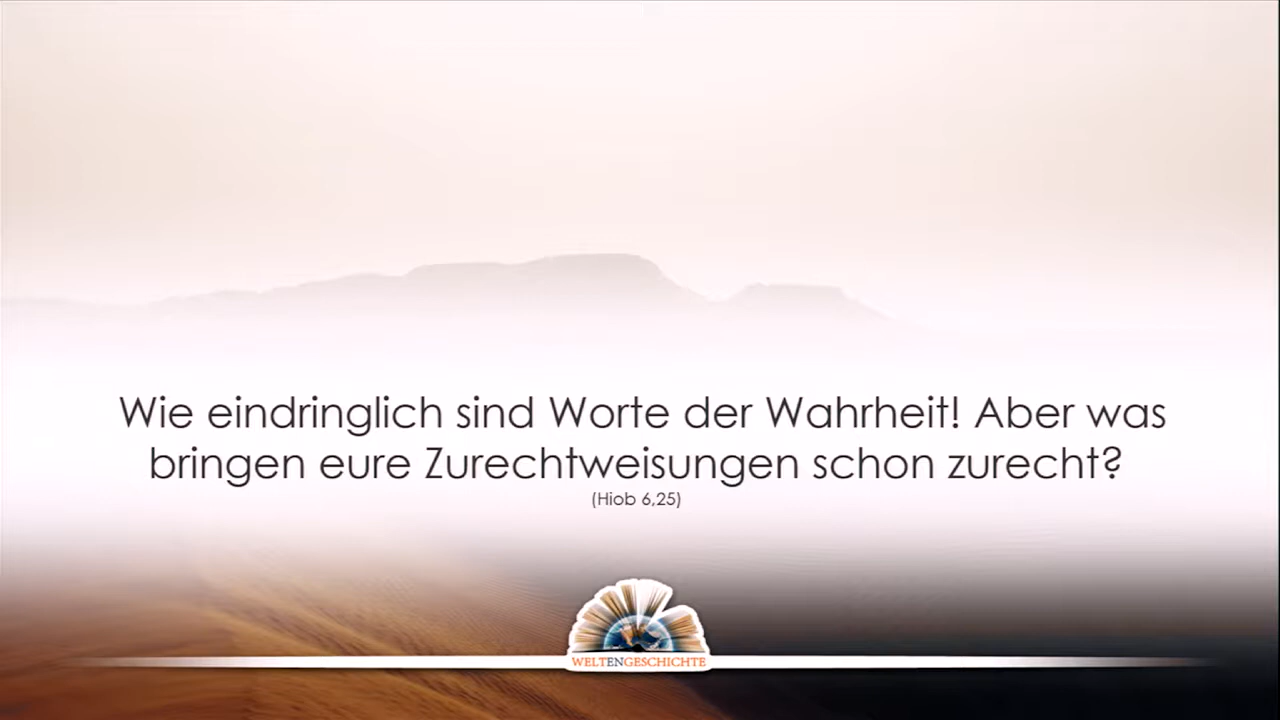 Wie eindringlich sind Worte der Wahrheit! Aber was
bringen eure Zurechtweisungen schon zurecht?
(Hiob 6,25)
WELTENGESCHICHTE